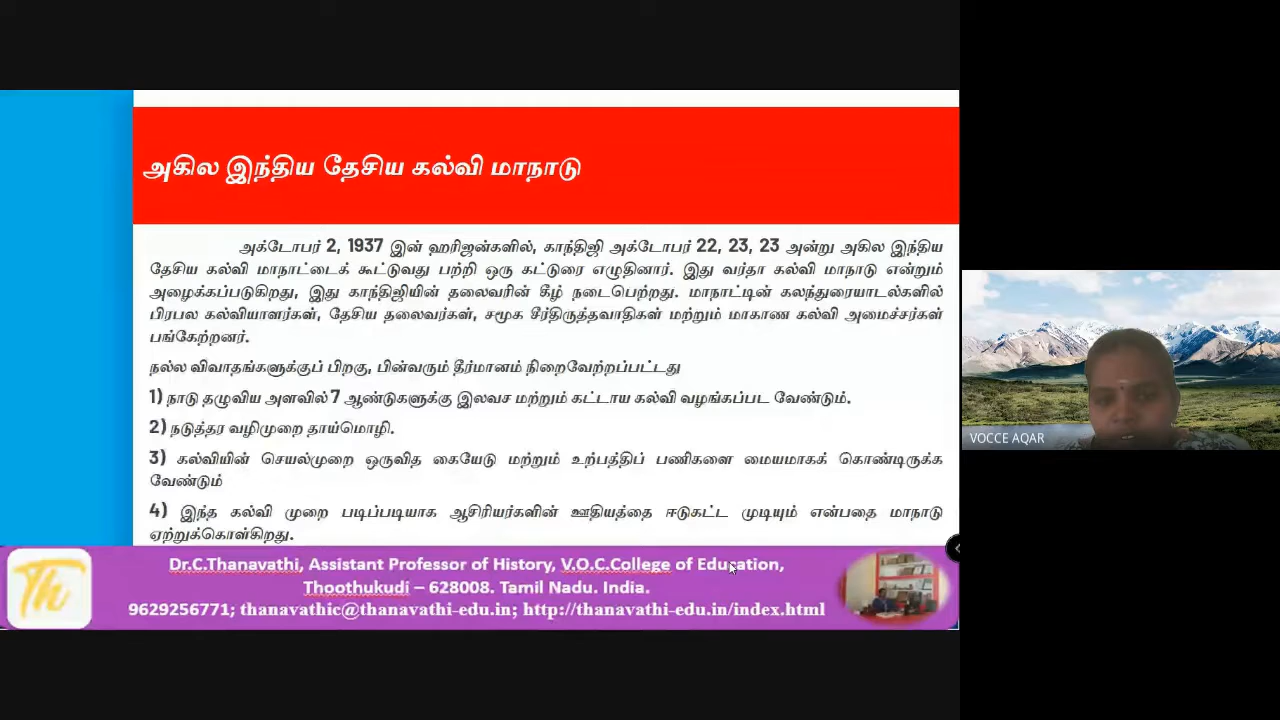 அகில இந்திய தேசிய கல்வி மாநாடு
அக்டோபர் 2, 1937 இன் ஹரிஜன்களில், காந்திஜி அக்டோபர் 22, 23, 23 அன்று அகில இந்திய
தேசிய கல்வி மாநாட்டைக் கூட்டுவது பற்றி ஒரு கட்டுரை எழுதினார். இது வர்தா கல்வி மாநாடு என்றும்
அழைக்கப்படுகிறது, இது காந்திஜியின் தலைவரின் கீழ் நடைபெற்றது. மாநாட்டின் கலந்துரையாடல்களில்
பிரபல கல்வியாளர்கள், தேசிய தலைவர்கள், சமூக சீர்திருத்தவாதிகள் மற்றும் மாகாண கல்வி அமைச்சர்கள்
பங்கேற்றனர்.
நல்ல விவாதங்களுக்குப் பிறகு, பின்வரும் தீர்மானம் நிறைவேற்றப்பட்டது
1) நாடு தழுவிய அளவில் 7 ஆண்டுகளுக்கு இலவச மற்றும் கட்டாய கல்வி வழங்கப்பட வேண்டும்.
2) நடுத்தர வழிமுறை தாய்மொழி.
3) கல்வியின் செயல்முறை ஒருவித கையேடு மற்றும் உற்பத்திப் பணிகளை மையமாகக் கொண்டிருக்க
வேண்டும்
4) இந்த கல்வி முறை படிப்படியாக ஆசிரியர்களின் ஊதியத்தை ஈடுகட்ட முடியும் என்பதை மாநாடு
ஏற்றுக்கொள்கிறது.
Th
Dr.C.Thanavathi, Assistant Professor of History, V.O.C.College of Education,
Thoothukudi – 628008. Tamil Nadu. India.
9629256771; thanavathic@thanavathi-edu.in; http://thanavathi-edu.in/index.html
VOCCE AQAR